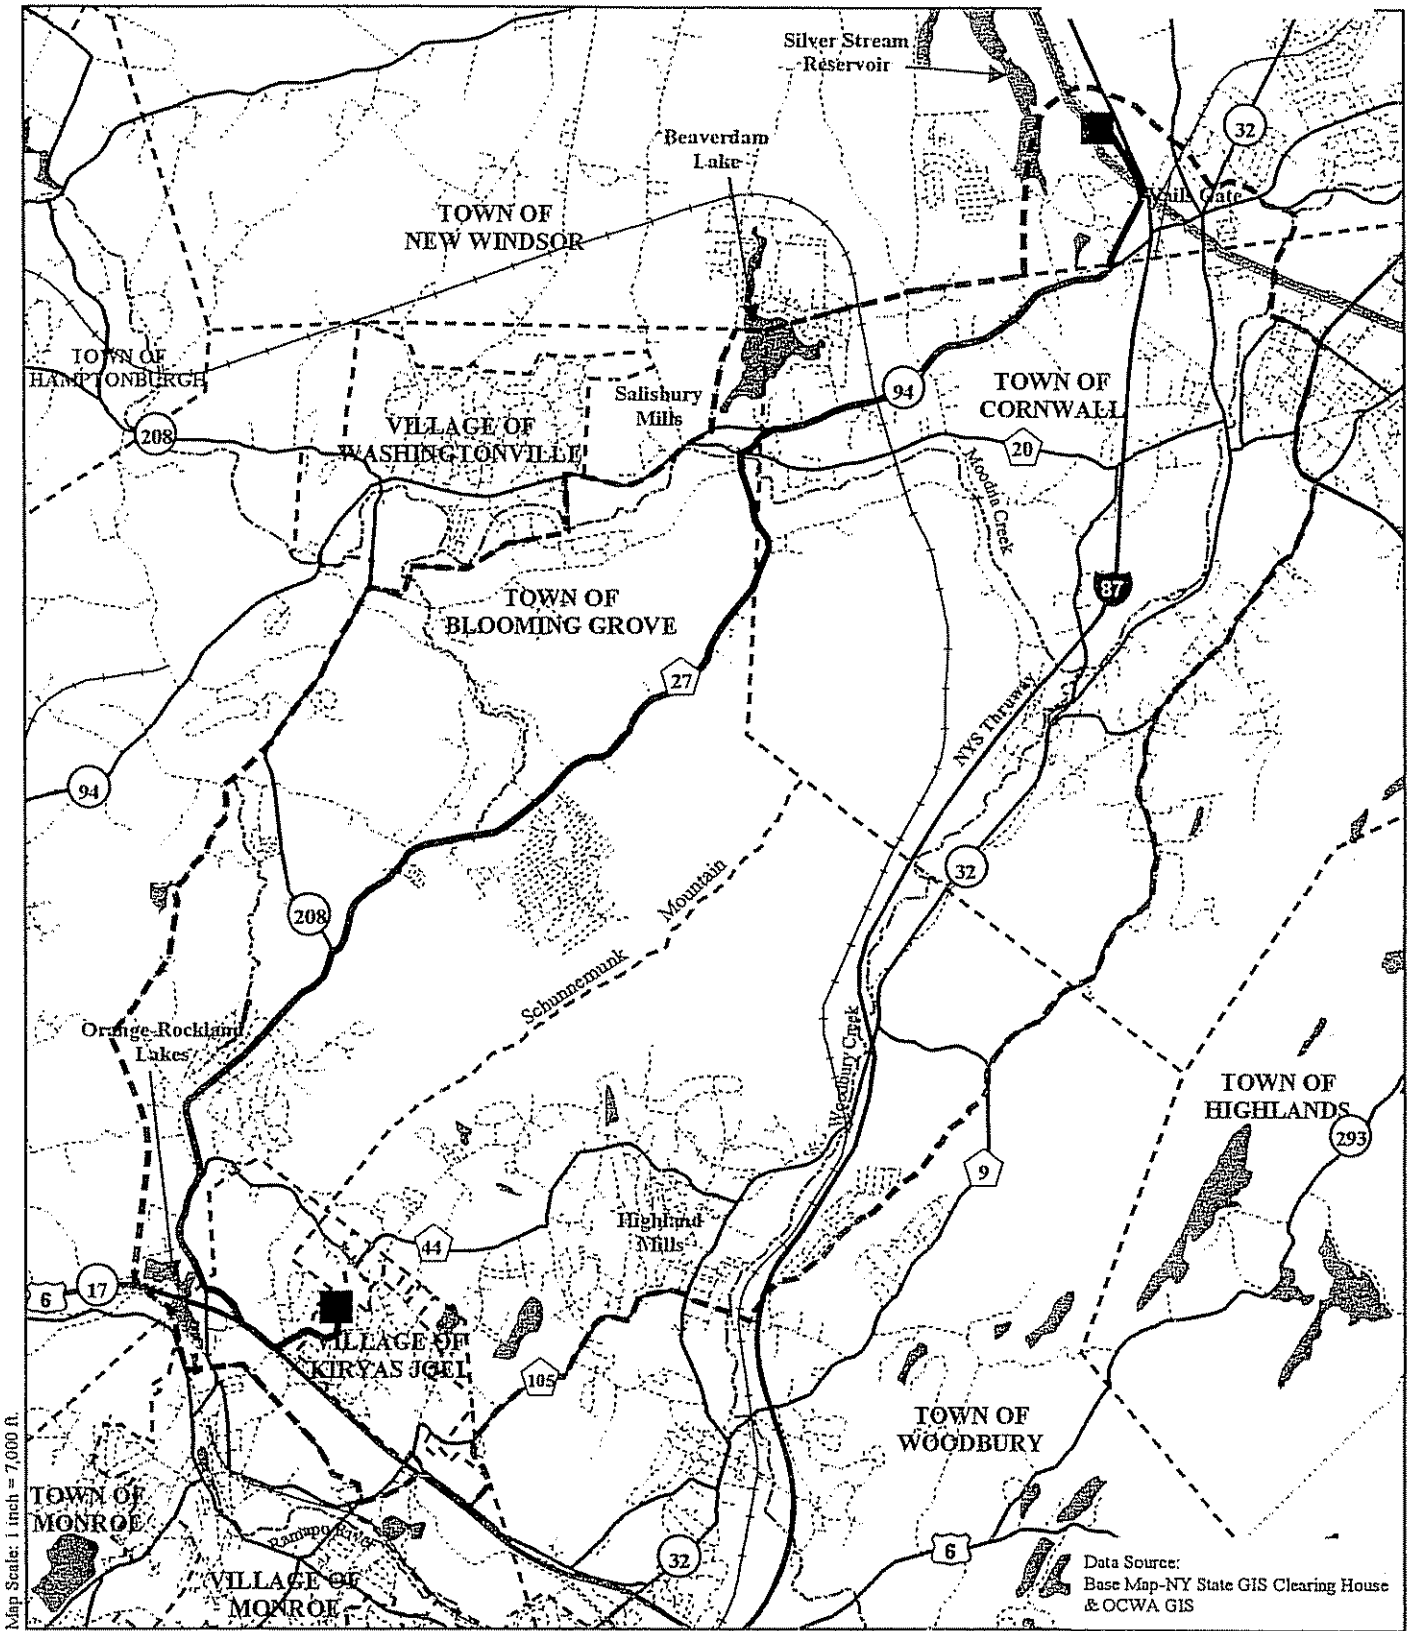 Silver Stream
Reservoir
32
Beaverdam
Lake
Vails Gate
TOWN OF
NEW WINDSOR
TOWN OF
HAMPTONBURGH
94
TOWN OF
CORNWALL
Salisbury
Mills
208
VILLAGE OF
WASHINGTONVILLE
20
Moodna Creek
87
TOWN OF
BLOOMING GROVE
27
NYS Thruway
94
32
Schunnemunk Mountain
208
Orange-Rockland
Lakes
Woodbury Creek
TOWN OF
HIGHLANDS
293
9
Highland
Mills
44
6
17
VILLAGE OF
KIRYAS JOEL
105
TOWN OF
WOODBURY
TOWN OF
MONROE
Ramapo River
32
6
VILLAGE OF
MONROE
Data Source:
Base Map-NY State GIS Clearing House
& OCWA GIS
Map Scale: 1 inch = 7,000 ft.